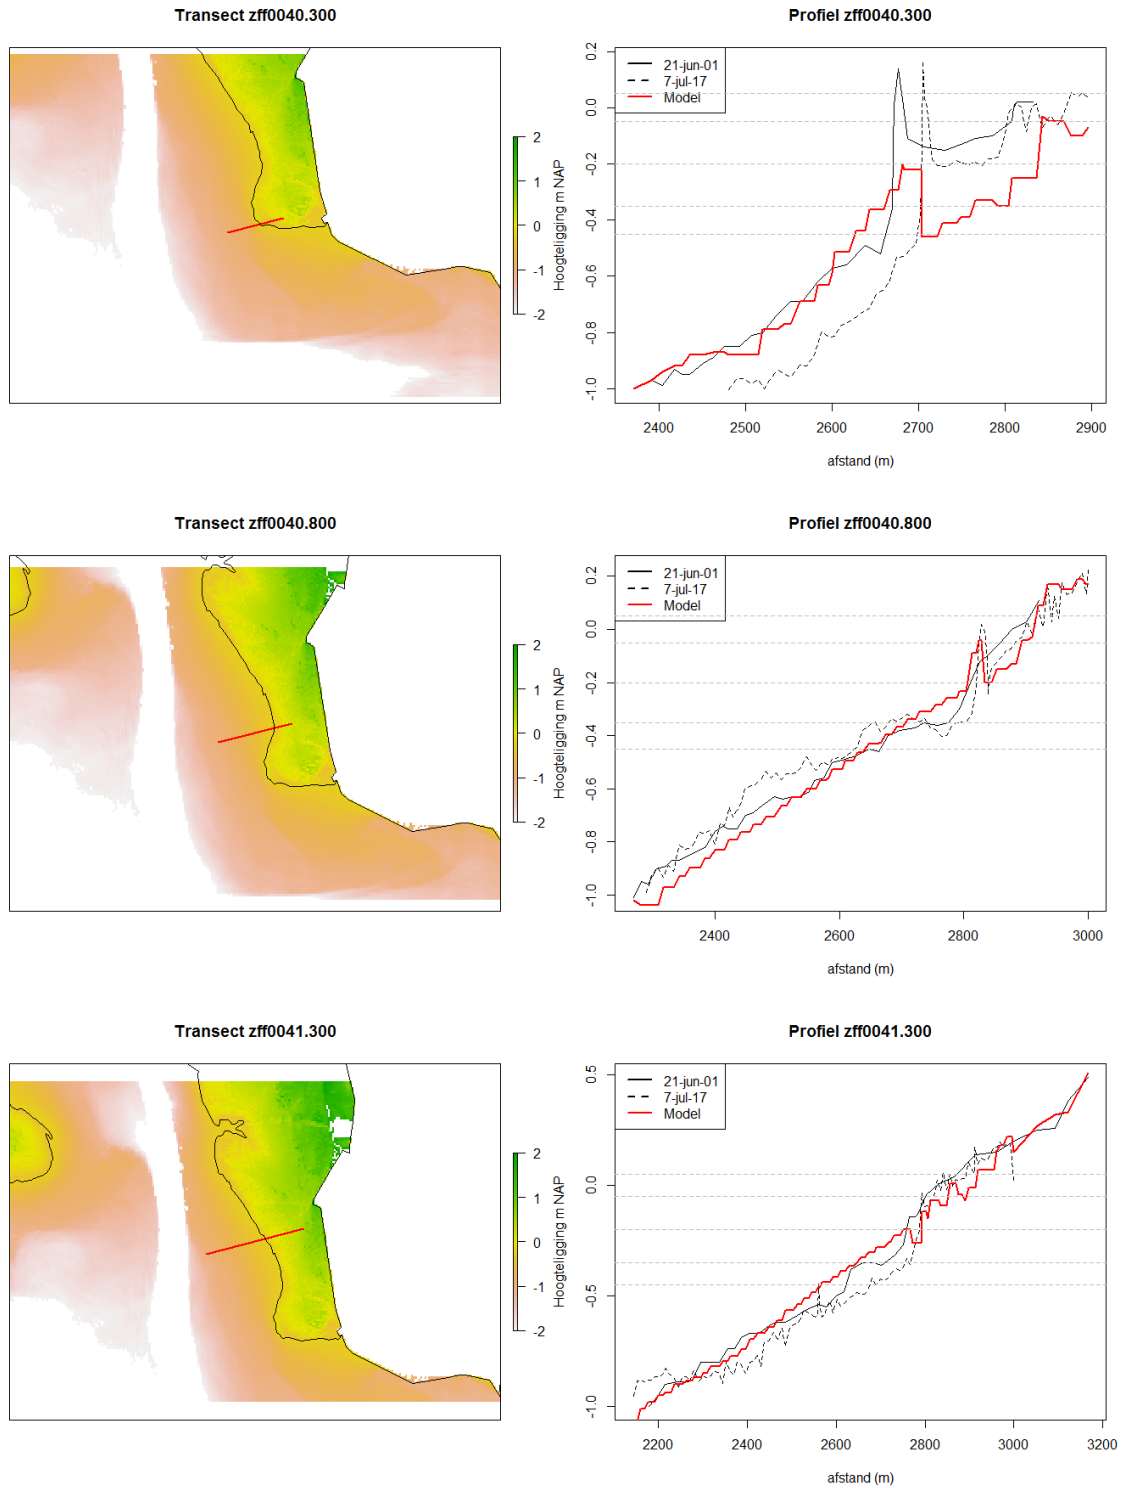 Transect zff0040.300
2
1
0
-1
-2
Hoogteligging m NAP
Profiel zff0040.300
21-jun-01
7-jul-17
Model
0.2
0.0
-0.2
-0.4
-0.6
-0.8
-1.0
2400 2500 2600 2700 2800 2900
afstand (m)
Transect zff0040.800
2
1
0
-1
-2
Hoogteligging m NAP
Profiel zff0040.800
21-jun-01
7-jul-17
Model
0.2
0.0
-0.2
-0.4
-0.6
-0.8
-1.0
2400 2600 2800 3000
afstand (m)
Transect zff0041.300
2
1
0
-1
-2
Hoogteligging m NAP
Profiel zff0041.300
21-jun-01
7-jul-17
Model
0.5
0.0
-0.5
-1.0
2200 2400 2600 2800 3000 3200
afstand (m)